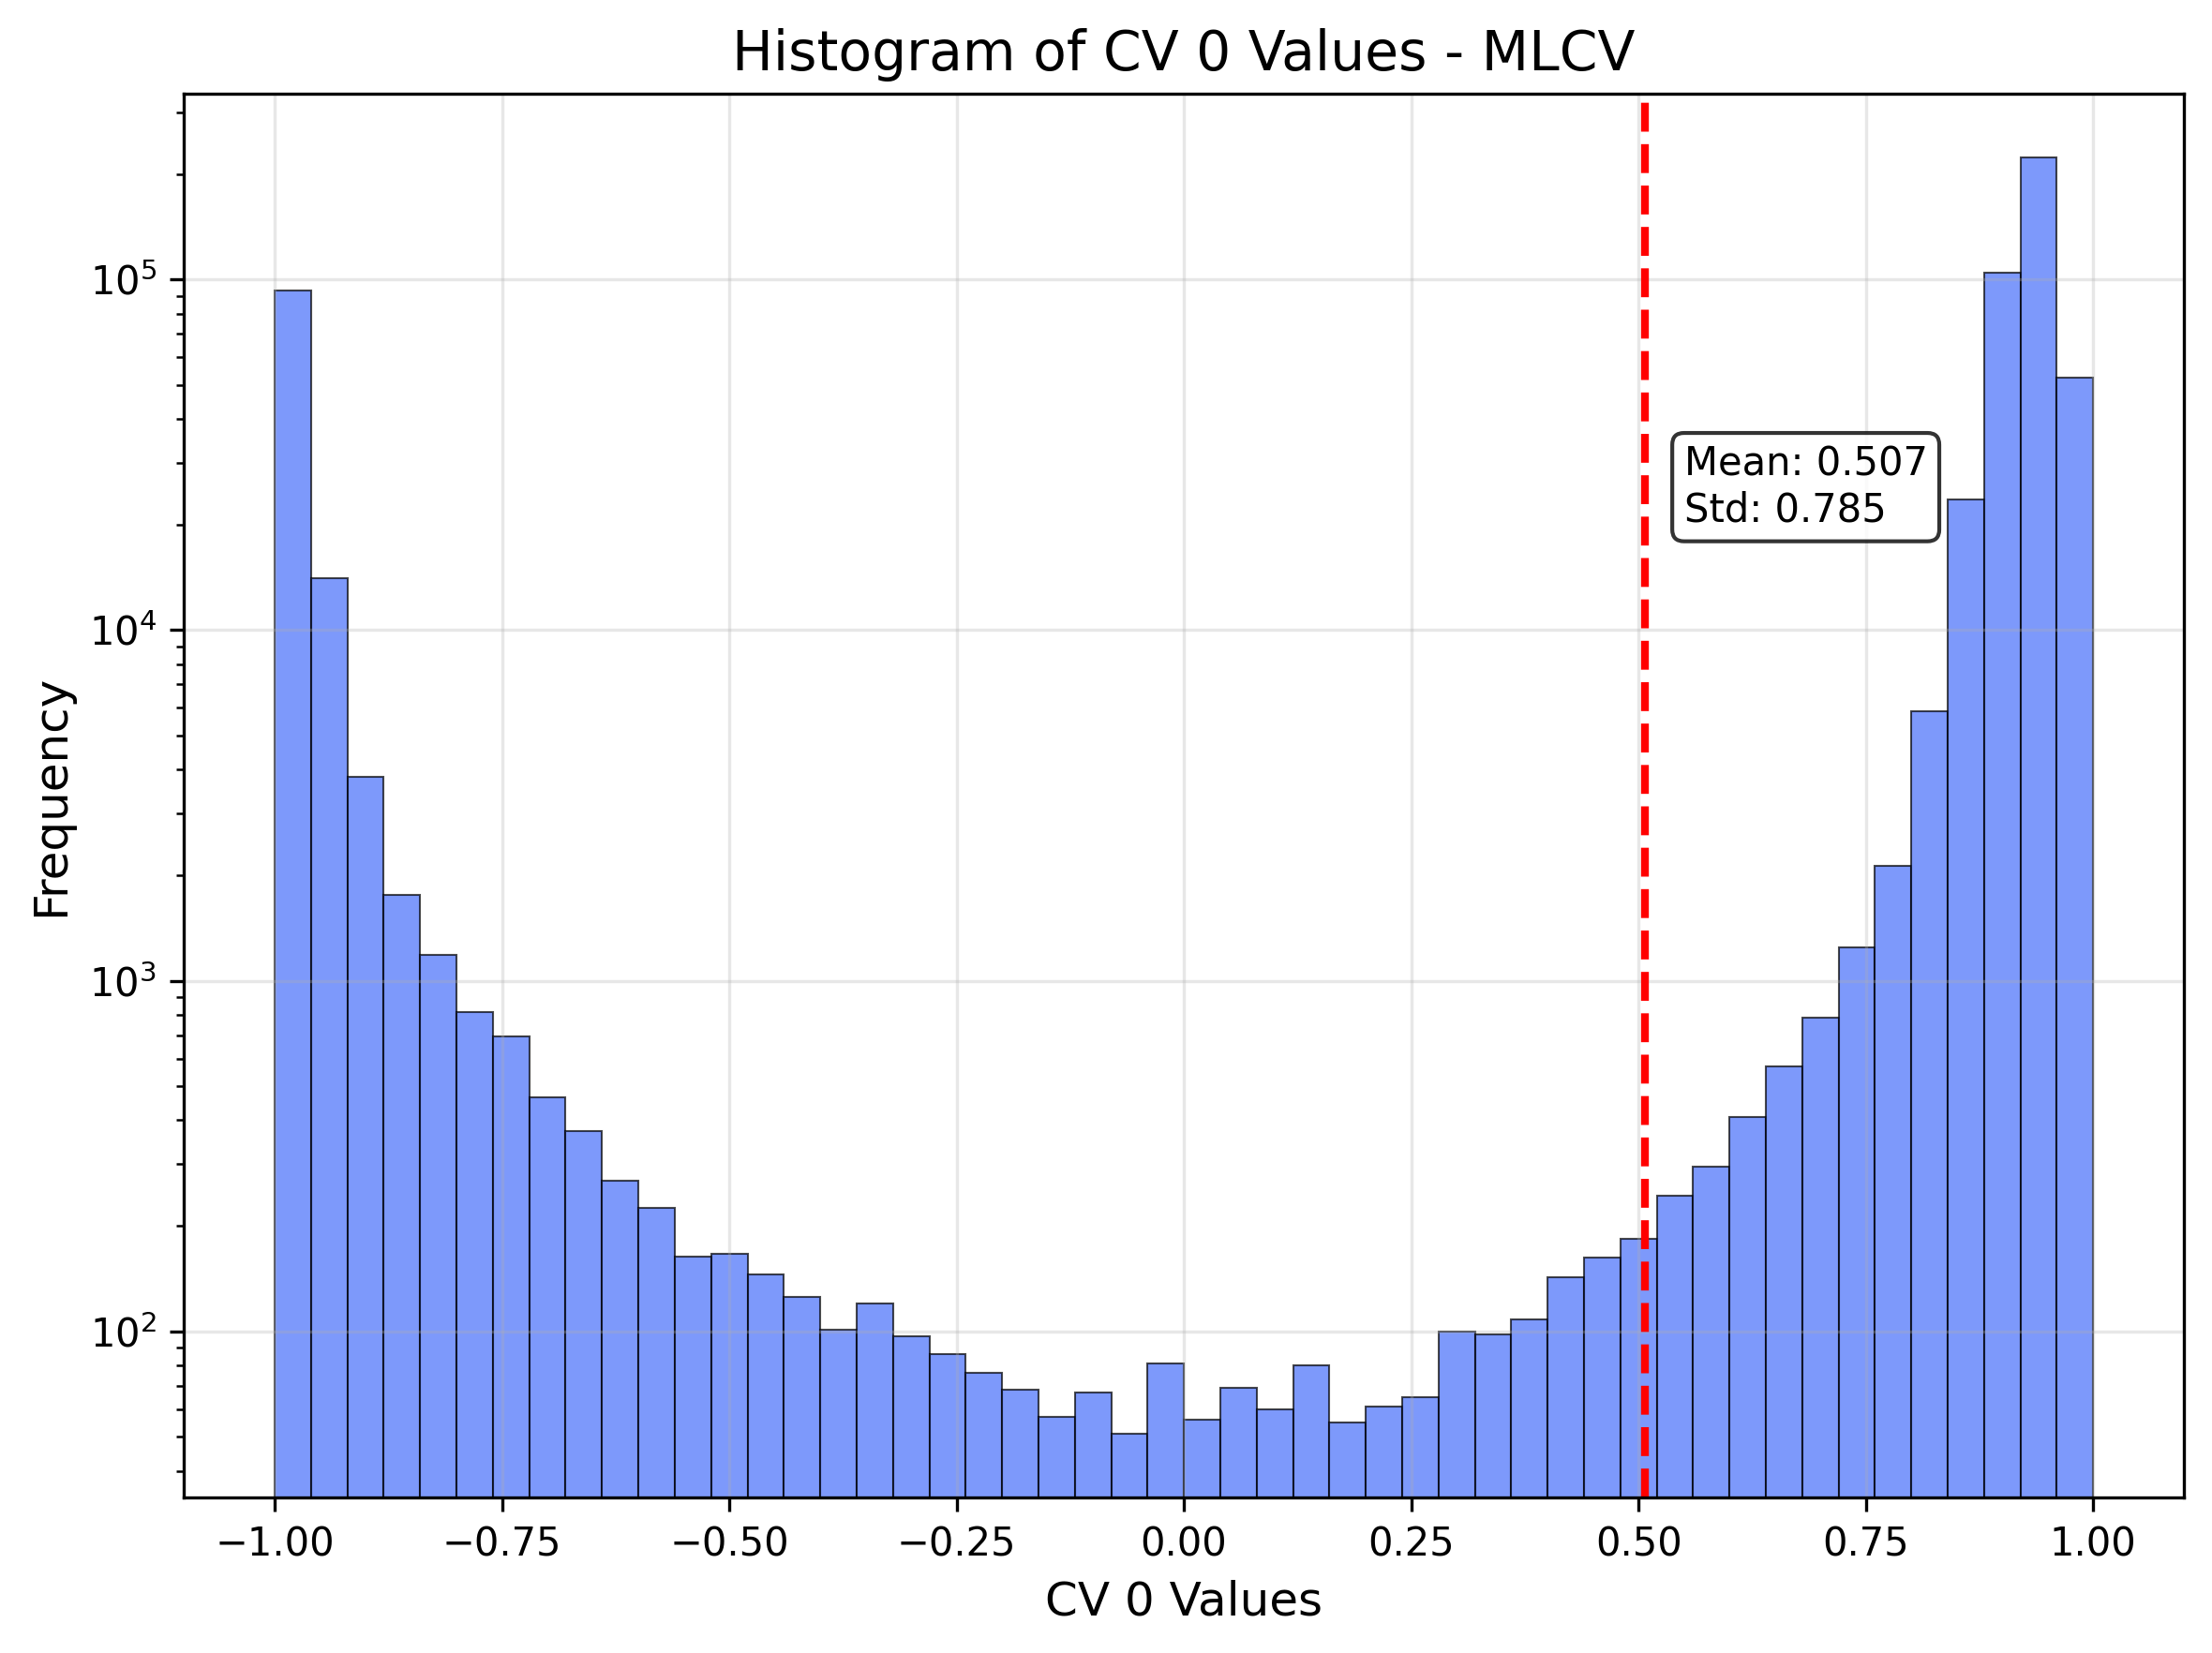 Histogram of CV 0 Values - MLCV
Frequency
10⁵
10⁴
10³
10²
Mean: 0.507
Std: 0.785
−1.00 −0.75 −0.50 −0.25 0.00 0.25 0.50 0.75 1.00
CV 0 Values